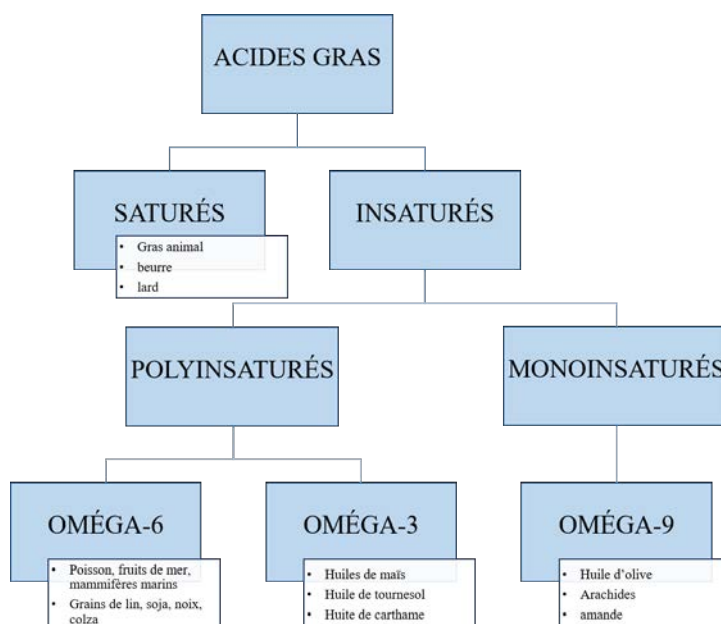 ACIDES GRAS
SATURÉS
• Gras animal
• beurre
• lard
INSATURÉS
POLYINSATURÉS
MONOINSATURÉS
OMÉGA-6
• Poisson, fruits de mer,
mammifères marins
• Grains de lin, soja, noix,
colza
OMÉGA-3
• Huiles de maïs
• Huile de tournesol
• Huite de carthame
OMÉGA-9
• Huile d'olive
• Arachides
• amande